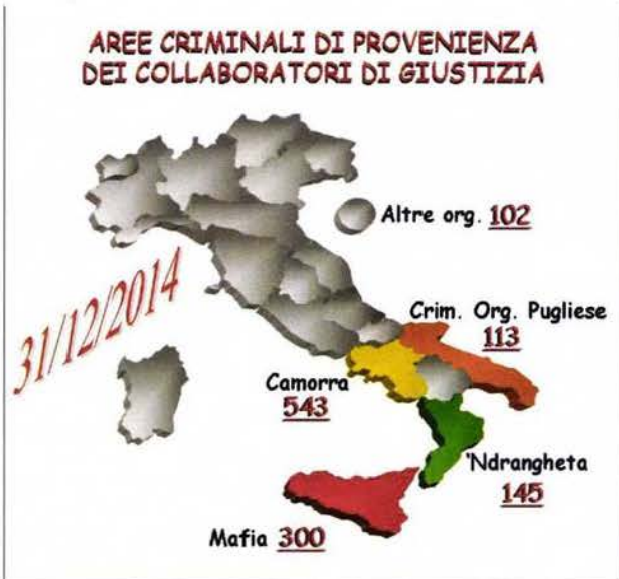 AREE CRIMINALI DI PROVENIENZA
DEI COLLABORATORI DI GIUSTIZIA
Altre org. 102
31/12/2014
Crim. Org. Pugliese
113
Camorra
543
'Ndrangheta
145
Mafia 300